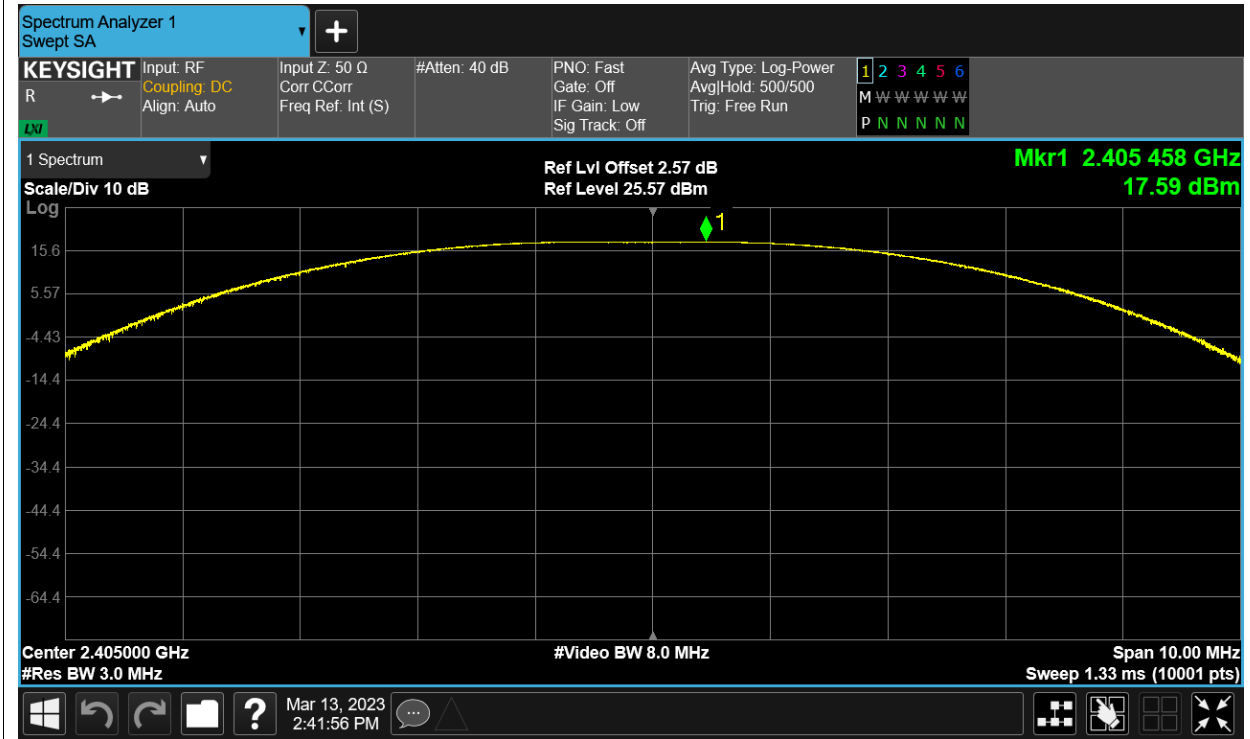 Spectrum Analyzer 1
Swept SA
KEYSIGHT
R
LXI
Input: RF
Coupling: DC
Align: Auto
Input Z: 50 Ω
Corr CCorr
Freq Ref: Int (S)
#Atten: 40 dB
PNO: Fast
Gate: Off
IF Gain: Low
Sig Track: Off
Avg Type: Log-Power
Avg|Hold: 500/500
Trig: Free Run
1 2 3 4 5 6
M W W W W W
P N N N N N
1 Spectrum
Scale/Div 10 dB
Log
Ref Lvl Offset 2.57 dB
Ref Level 25.57 dBm
Mkr1 2.405 458 GHz
17.59 dBm
1
15.6
5.57
-4.43
-14.4
-24.4
-34.4
-44.4
-54.4
-64.4
Center 2.405000 GHz
#Video BW 8.0 MHz
Span 10.00 MHz
#Res BW 3.0 MHz
Sweep 1.33 ms (10001 pts)
?
Mar 13, 2023
2:41:56 PM